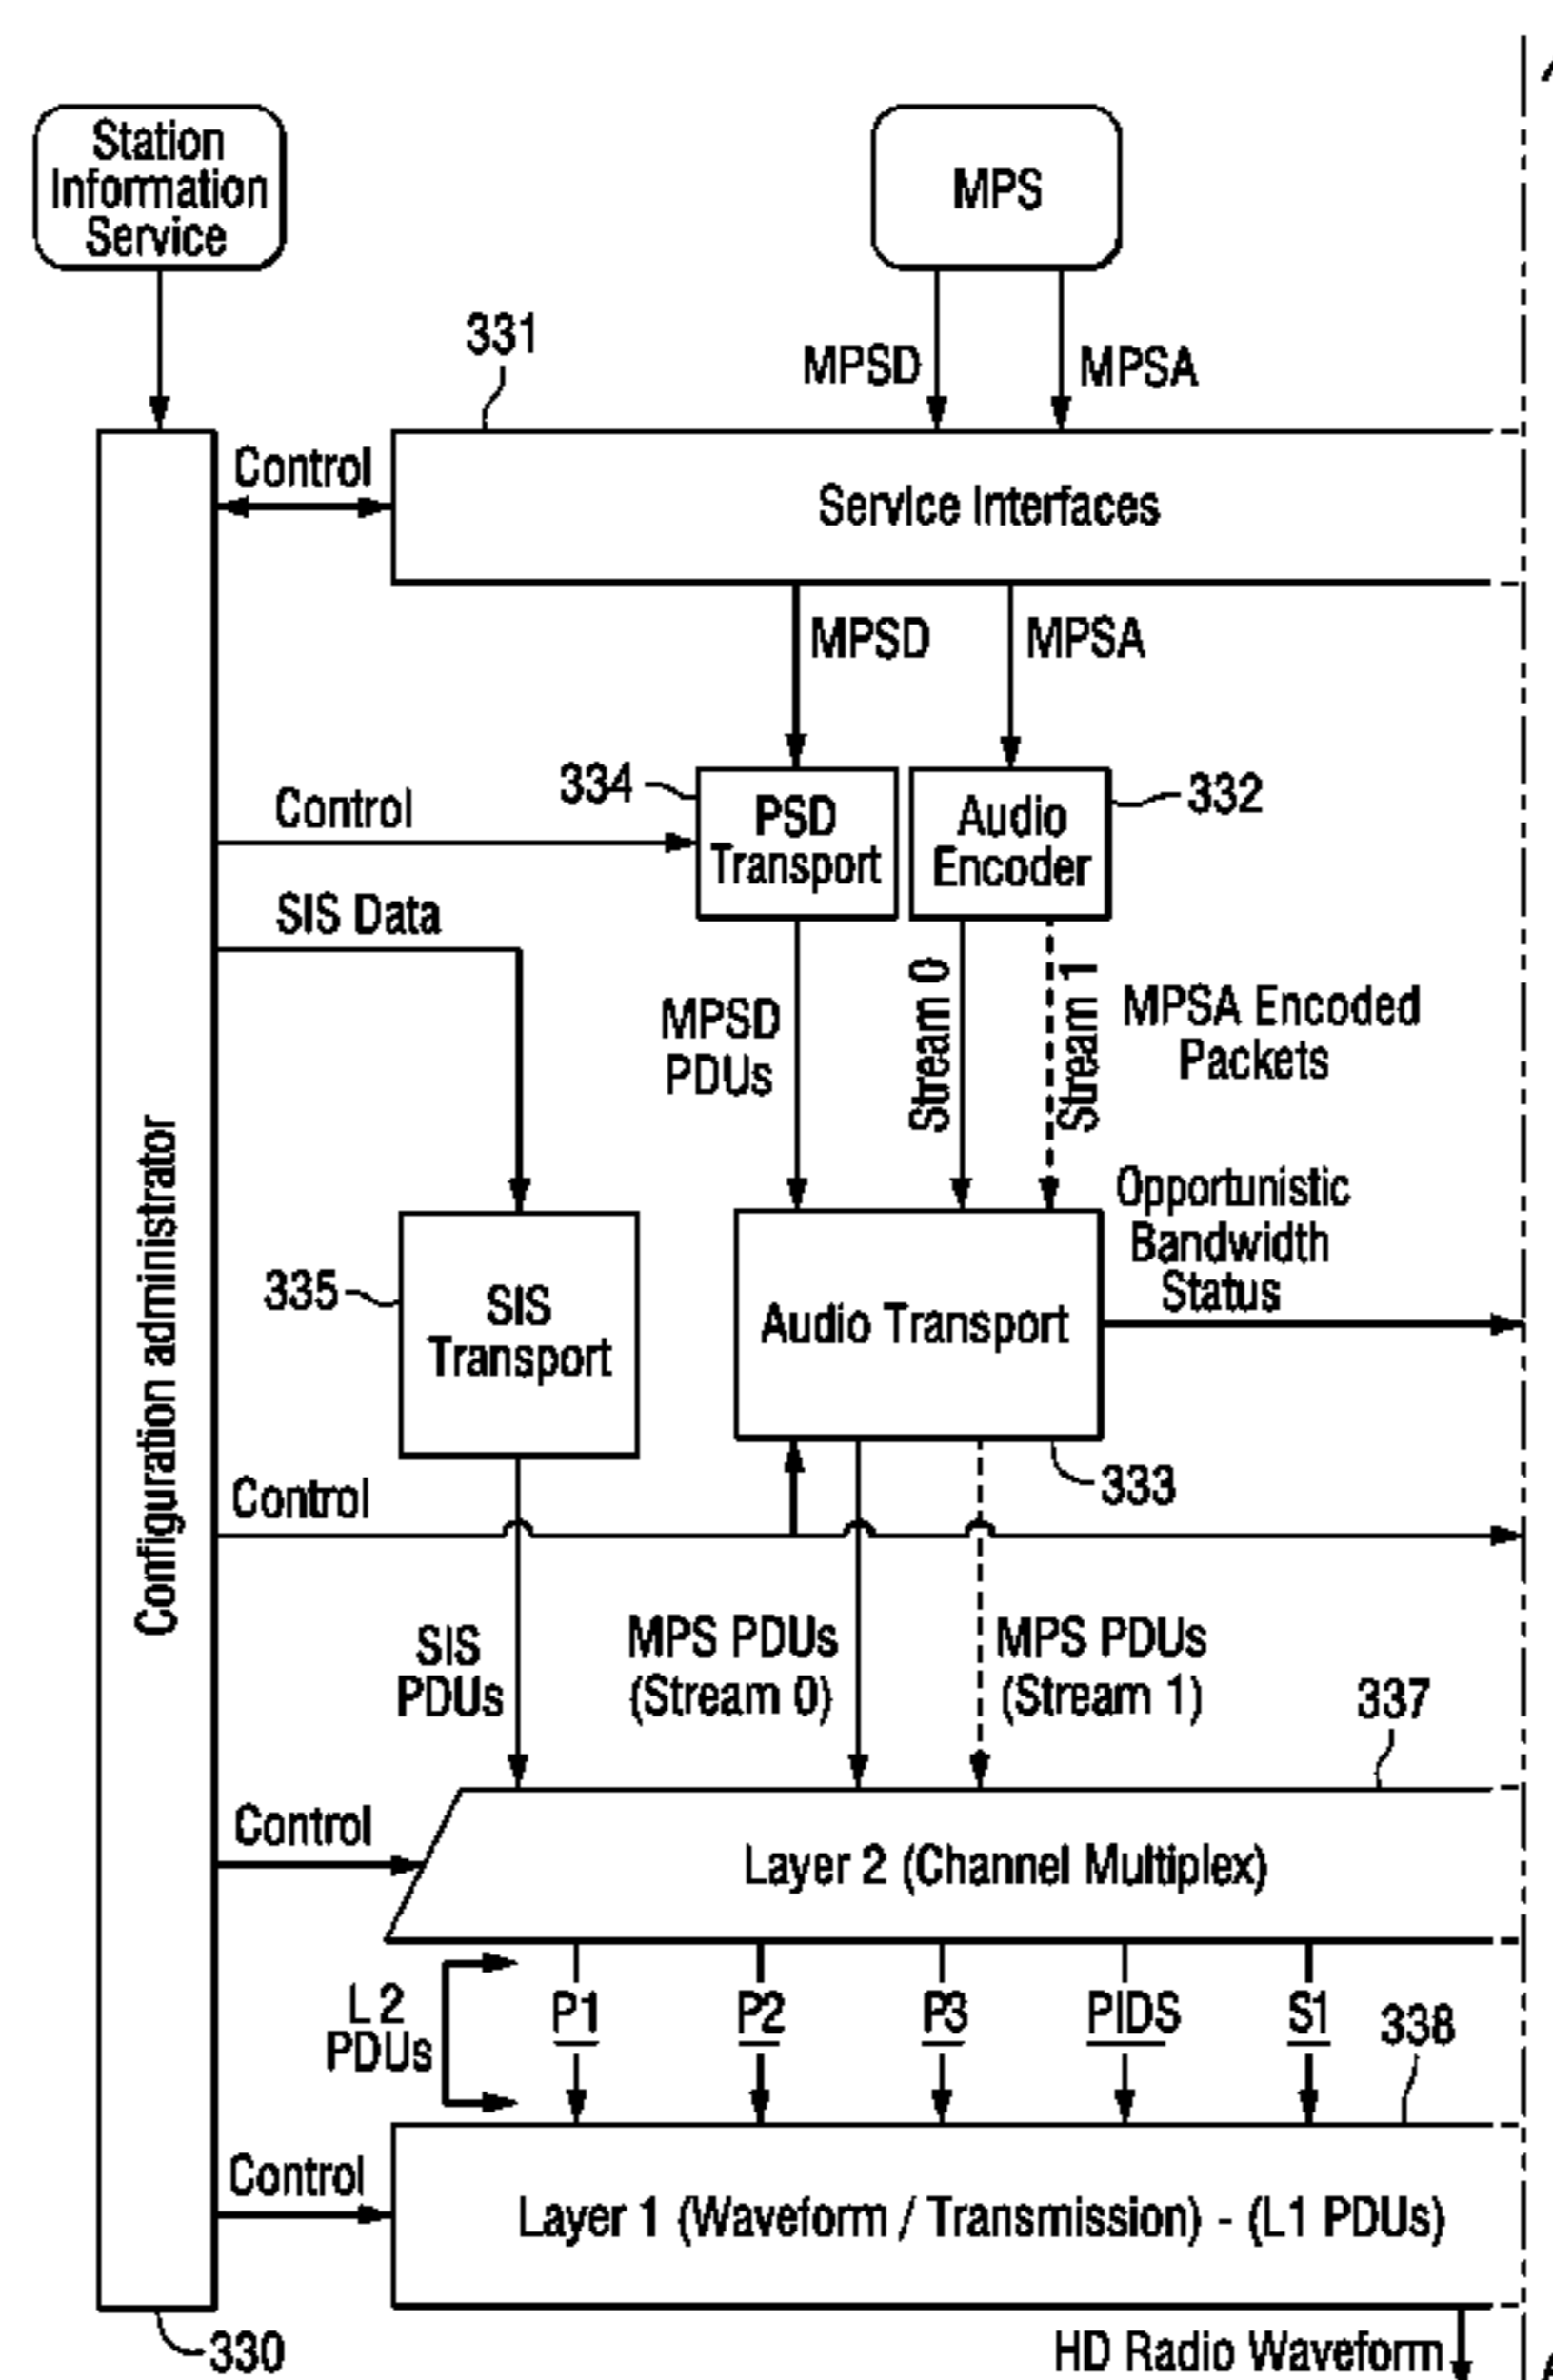 Station
Information
Service
MPS
331
MPSD
MPSA
Control
Service Interfaces
MPSD
MPSA
334
PSD
Transport
Audio
Encoder
332
Control
SIS Data
MPSD
PDUs
Stream 0
Stream 1
MPSA Encoded
Packets
Opportunistic
Bandwidth
Status
Configuration administrator
335
SIS
Transport
Audio Transport
333
Control
SIS
PDUs
MPS PDUs
(Stream 0)
MPS PDUs
(Stream 1)
337
Control
Layer 2 (Channel Multiplex)
L2
PDUs
P1
P2
P3
PIDS
S1
338
Control
Layer 1 (Waveform / Transmission) - (L1 PDUs)
330
HD Radio Waveform